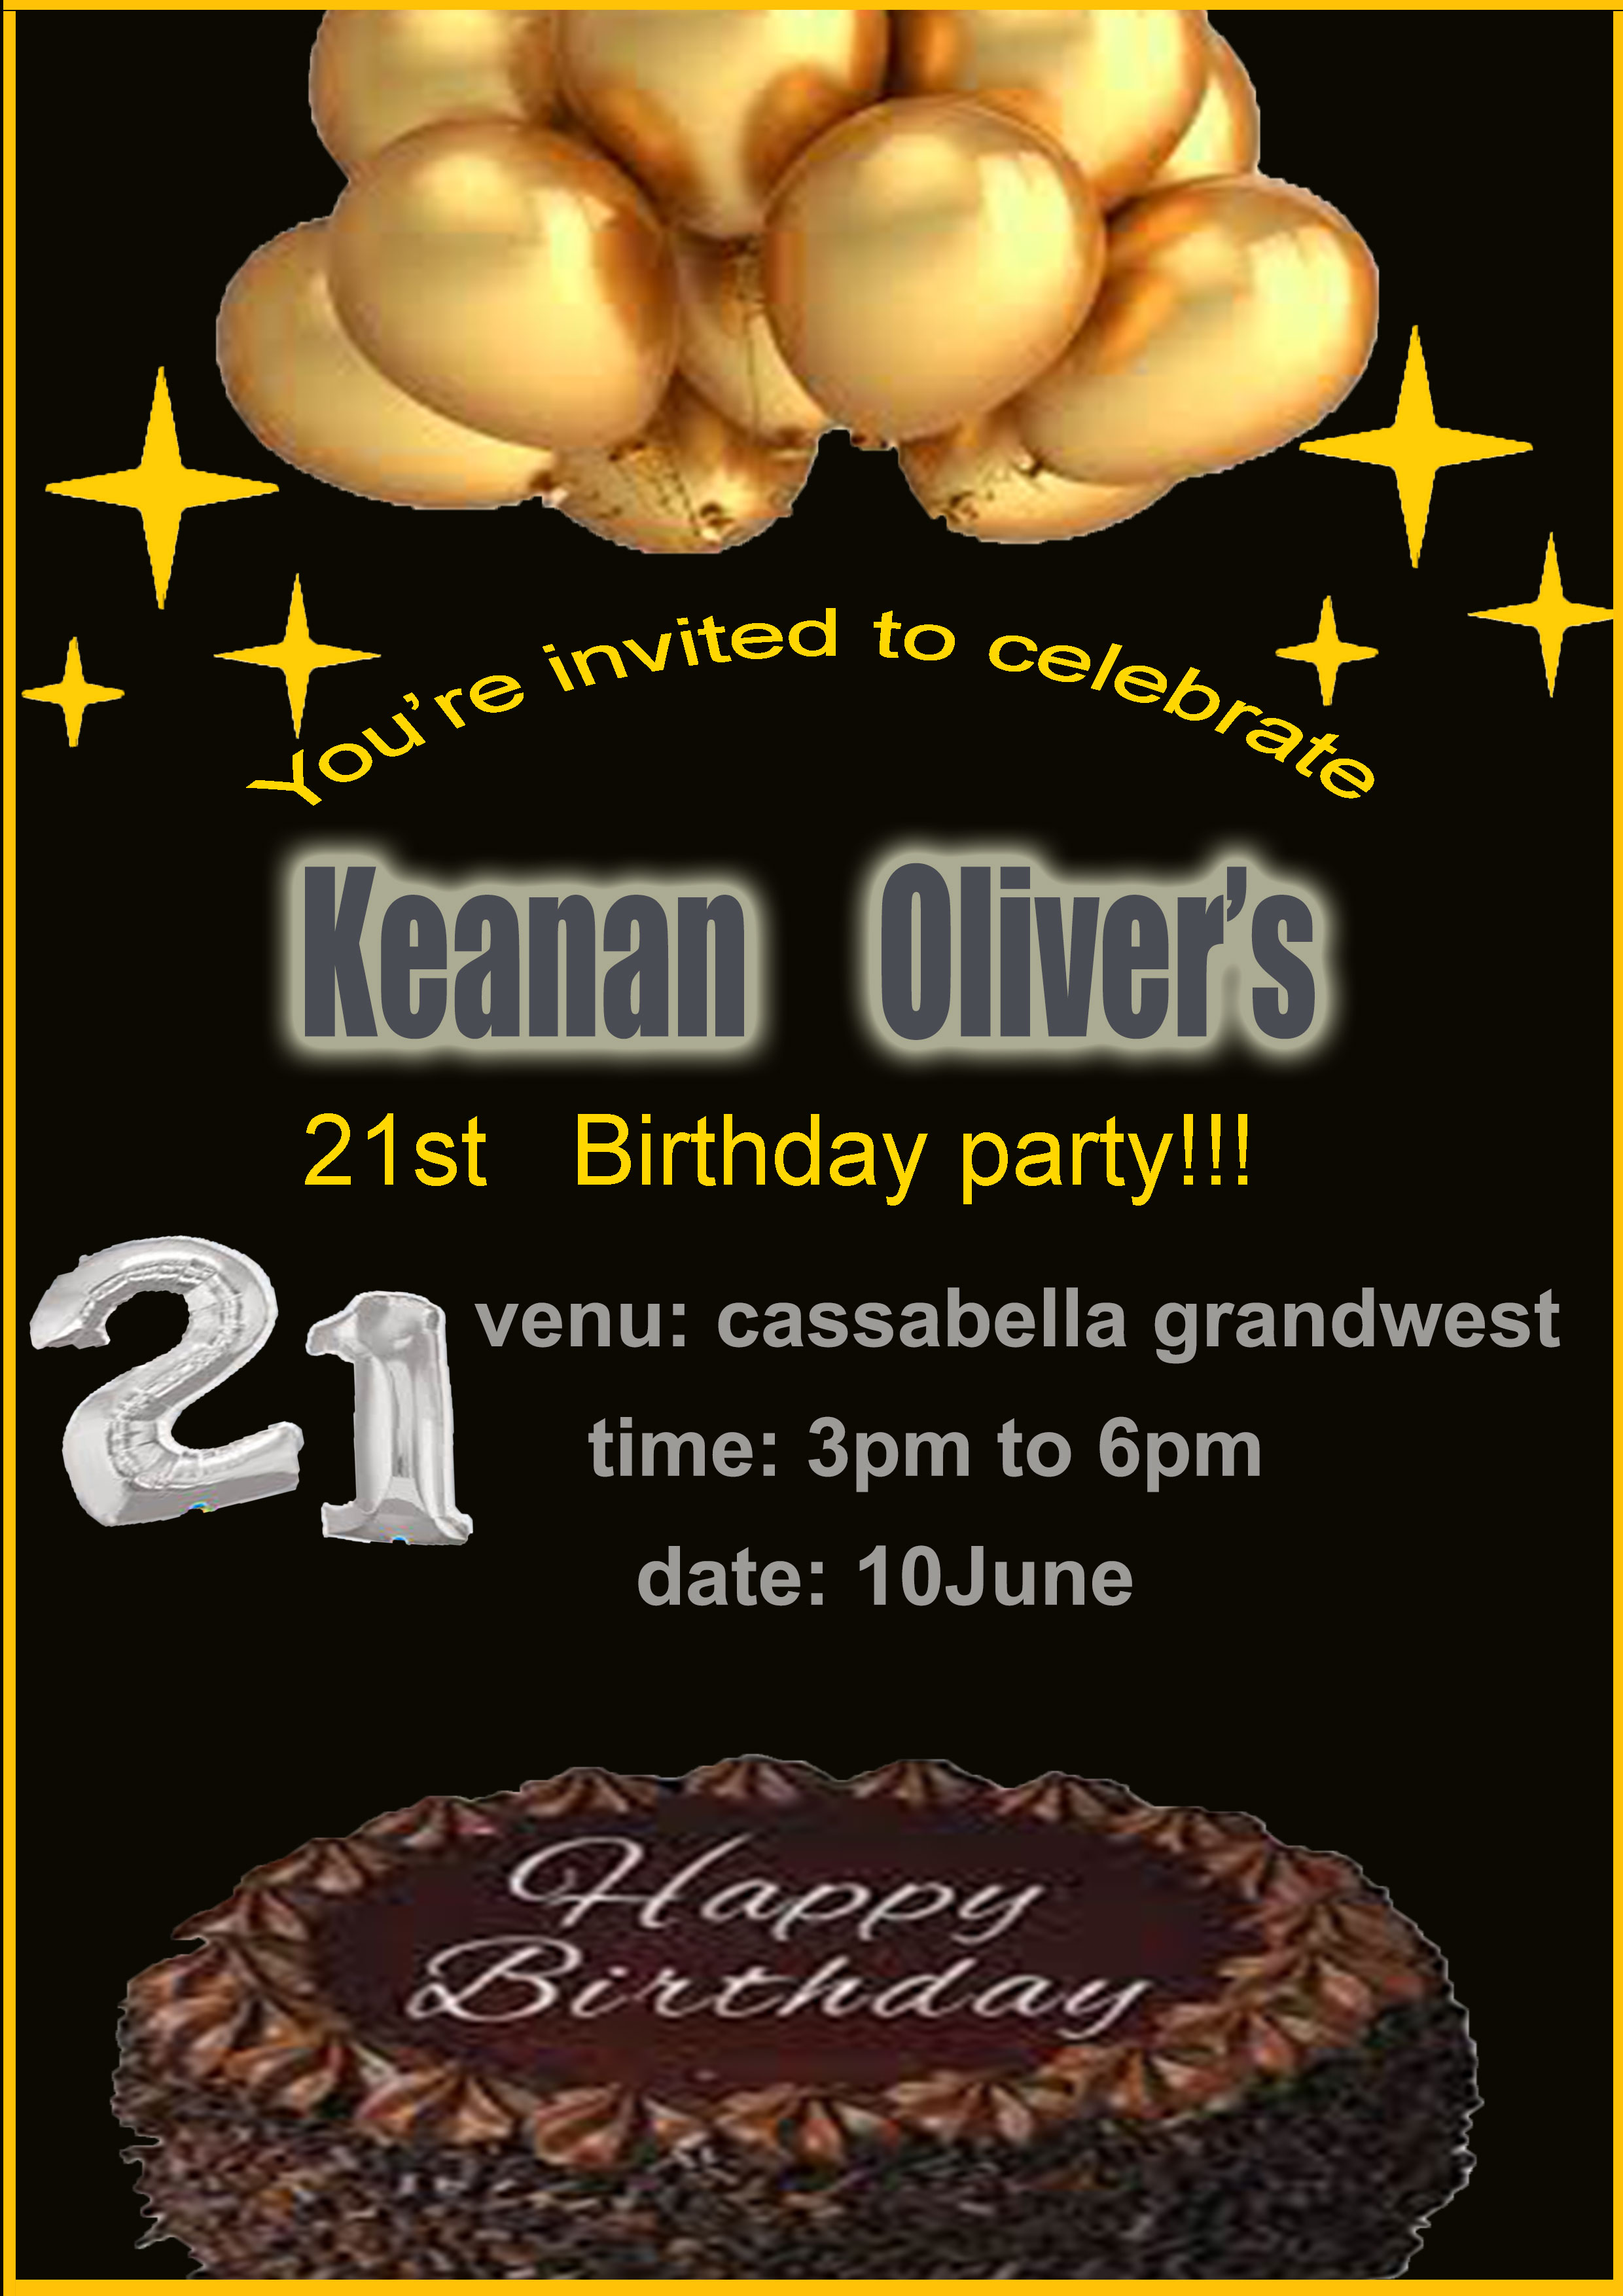 You’re invited to celebrate
Keanan Oliver’s
21st Birthday party!!!
21
venu: cassabella grandwest
time: 3pm to 6pm
date: 10June
Happy
Birthday